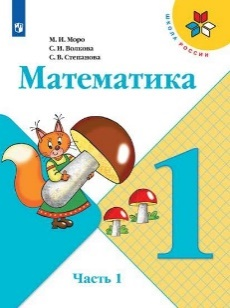 М. И. Моро
С. И. Волкова
С. В. Степанова
ШКОЛА РОССИИ
Математика
1
Часть 1